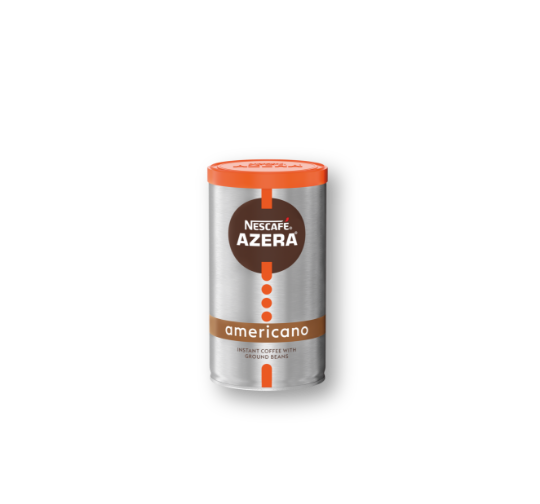 NESCAFÉ®
AZERA®
americano
INSTANT COFFEE WITH
GROUND BEANS